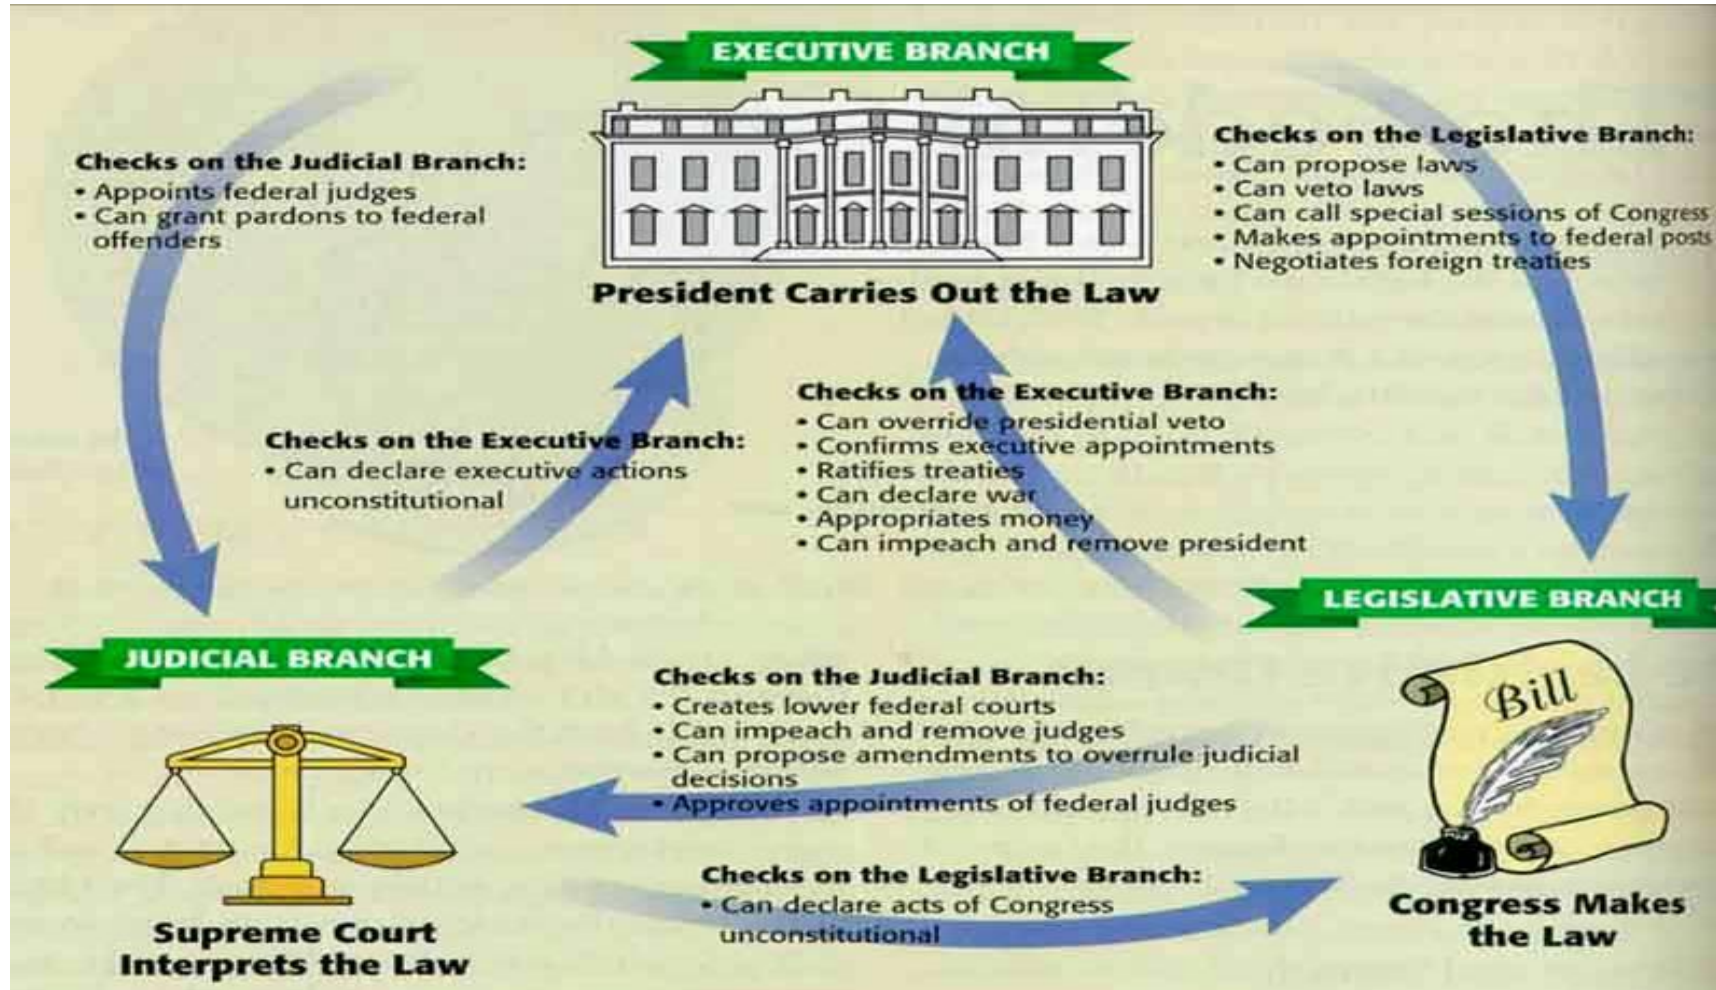 EXECUTIVE BRANCH
President Carries Out the Law
Checks on the Judicial Branch:
• Appoints federal judges
• Can grant pardons to federal
offenders
Checks on the Legislative Branch:
• Can propose laws
• Can veto laws
• Can call special sessions of Congress
• Makes appointments to federal posts
• Negotiates foreign treaties
Checks on the Executive Branch:
• Can declare executive actions
unconstitutional
Checks on the Executive Branch:
• Can override presidential veto
• Confirms executive appointments
• Ratifies treaties
• Can declare war
• Appropriates money
• Can impeach and remove president
LEGISLATIVE BRANCH
Bill
Congress Makes
the Law
JUDICIAL BRANCH
Supreme Court
Interprets the Law
Checks on the Judicial Branch:
• Creates lower federal courts
• Can impeach and remove judges
• Can propose amendments to overrule judicial
decisions
• Approves appointments of federal judges
Checks on the Legislative Branch:
• Can declare acts of Congress
unconstitutional